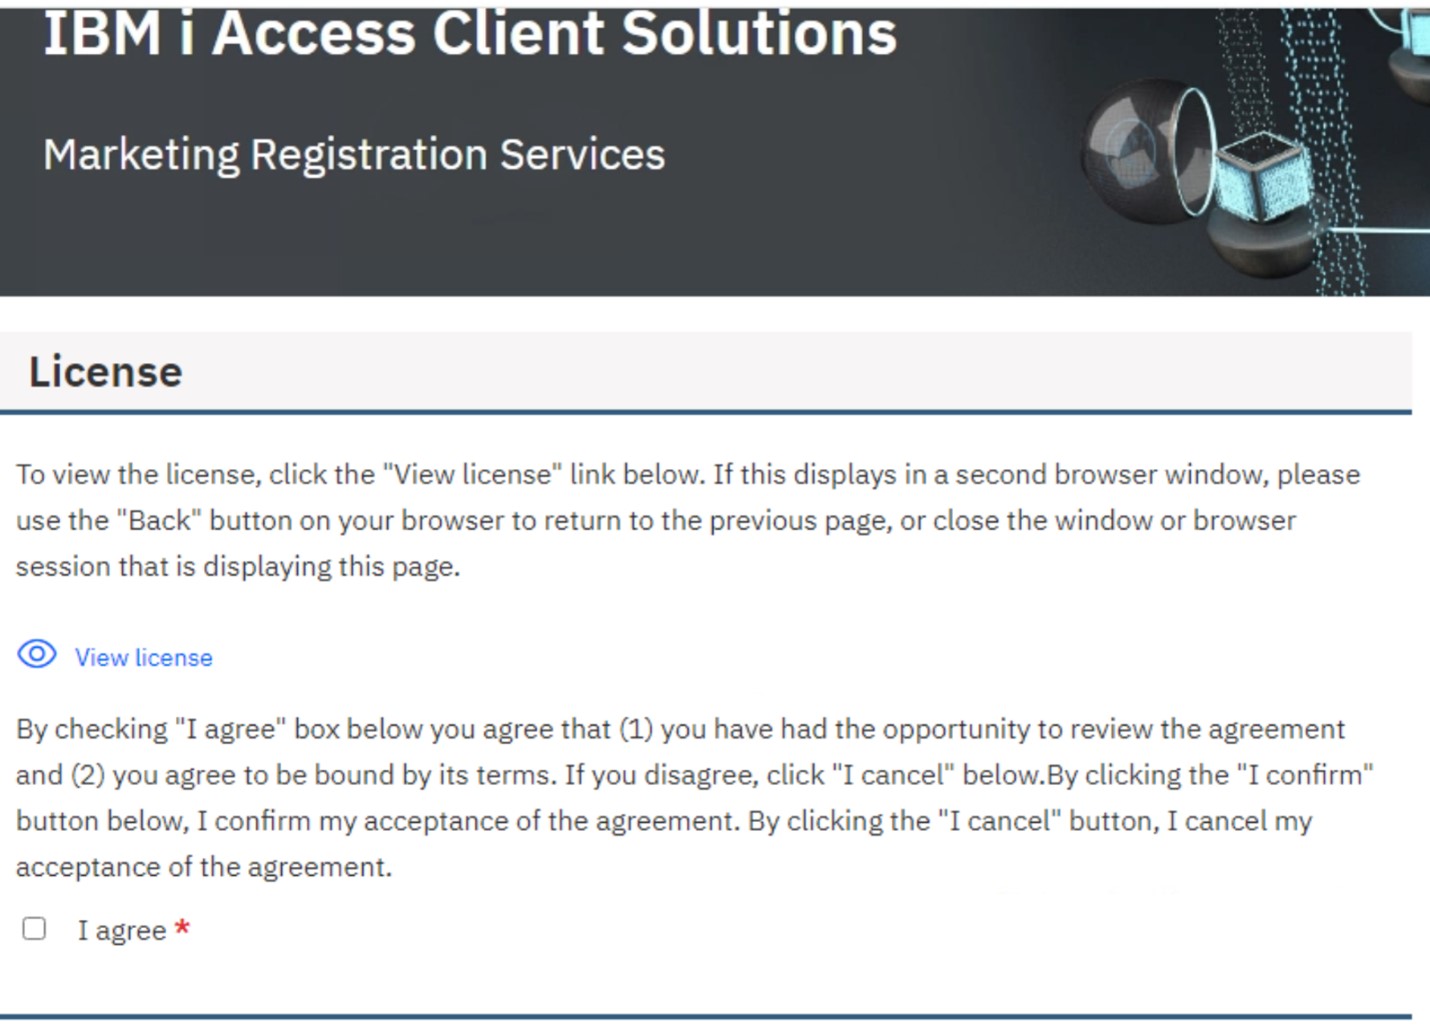 IBM i Access Client Solutions
Marketing Registration Services
License
To view the license, click the "View license" link below. If this displays in a second browser window, please
use the "Back" button on your browser to return to the previous page, or close the window or browser
session that is displaying this page.
View license
By checking "I agree" box below you agree that (1) you have had the opportunity to review the agreement
and (2) you agree to be bound by its terms. If you disagree, click "I cancel" below.By clicking the "I confirm"
button below, I confirm my acceptance of the agreement. By clicking the "I cancel" button, I cancel my
acceptance of the agreement.
I agree *